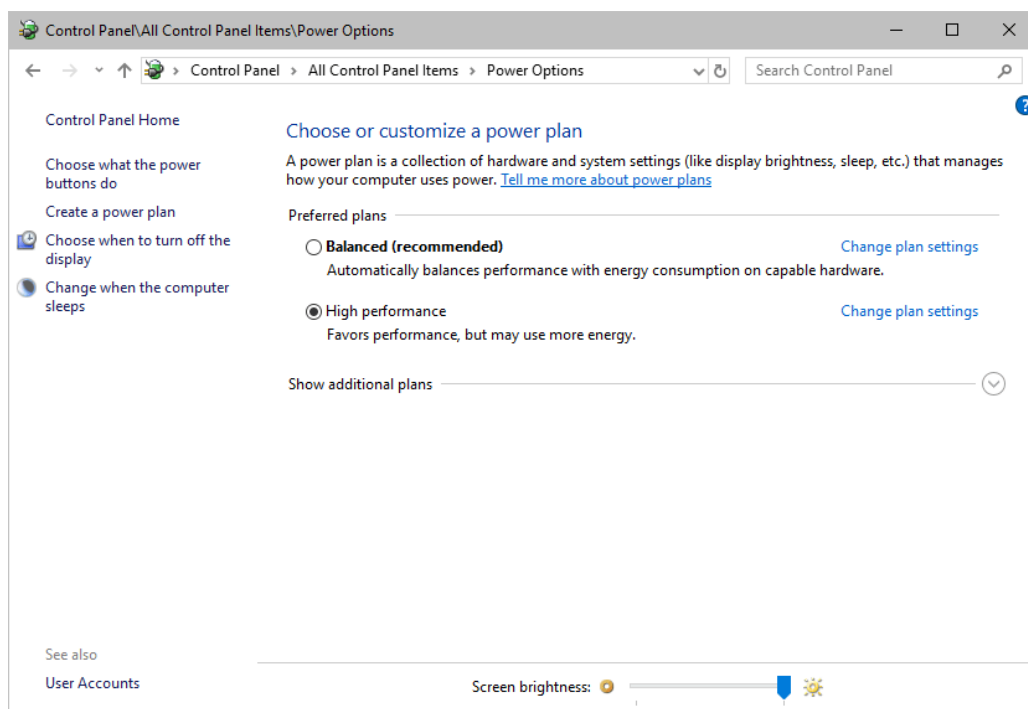 Control Panel\All Control Panel Items\Power Options
Control Panel > All Control Panel Items > Power Options
Search Control Panel
?
Control Panel Home
Choose what the power
buttons do
Create a power plan
Choose when to turn off the
display
Change when the computer
sleeps
Choose or customize a power plan
A power plan is a collection of hardware and system settings (like display brightness, sleep, etc.) that manages
how your computer uses power. Tell me more about power plans
Preferred plans
Balanced (recommended) Change plan settings
Automatically balances performance with energy consumption on capable hardware.
High performance Change plan settings
Favors performance, but may use more energy.
Show additional plans
See also
User Accounts
Screen brightness: